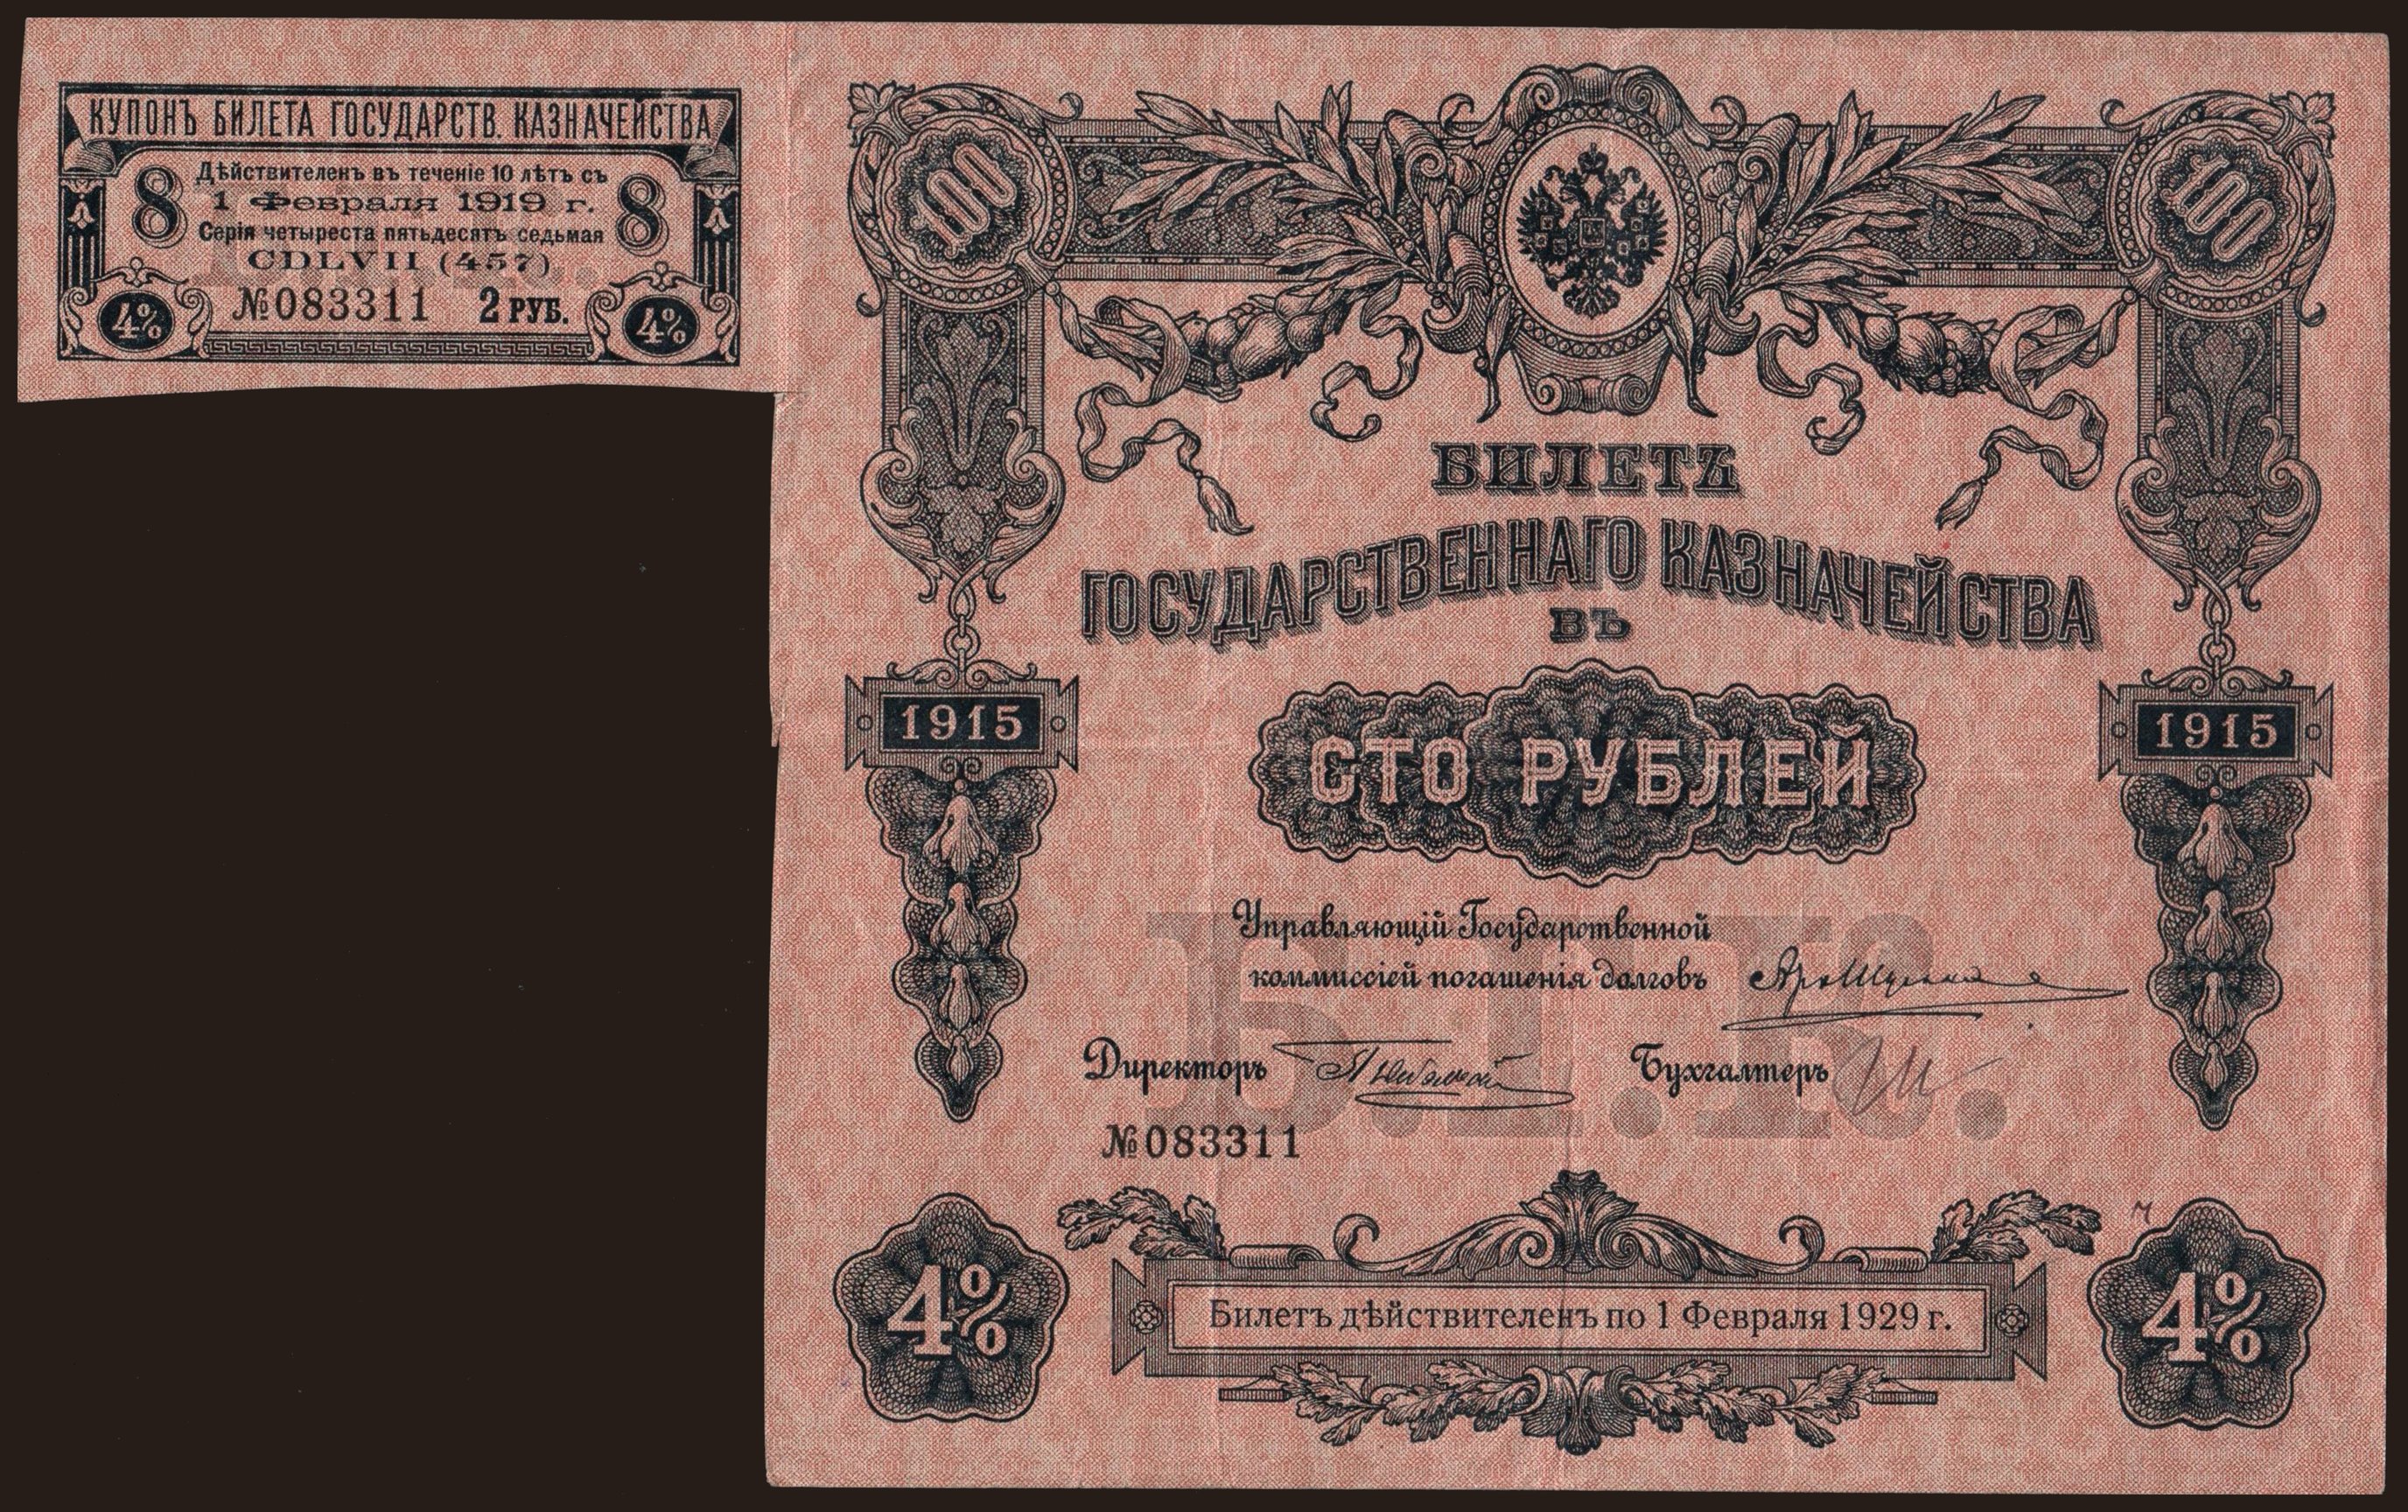 КУПОНЪ БИЛЕТА ГОСУДАРСТВ. КАЗНАЧЕЙСТВА
8 Дѣйствителенъ въ теченіе 10 лѣтъ съ 8
1 Февраля 1919 г.
Серія четыреста пятьдесятъ седьмая
CDLVII (457)
4% №083311 2 РУБ. 4%
100 100
БИЛЕТЪ
ГОСУДАРСТВЕННАГО КАЗНАЧЕЙСТВА
ВЪ
1915 1915
СТО РУБЛЕЙ
Управляющій Государственной
коммиссіей погашенія долговъ
Директоръ Бухгалтеръ
Б.Г.К.
№083311
4% Билетъ дѣйствителенъ по 1 Февраля 1929 г. 4%